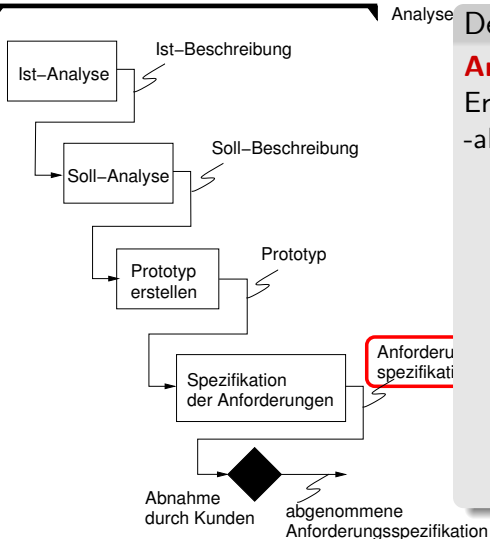 Analyse
Ist−Beschreibung
Ist−Analyse
Soll−Beschreibung
Soll−Analyse
Prototyp
Prototyp
erstellen
Spezifikation
der Anforderungen
Abnahme
durch Kunden
abgenommene
Anforderungsspezifikation